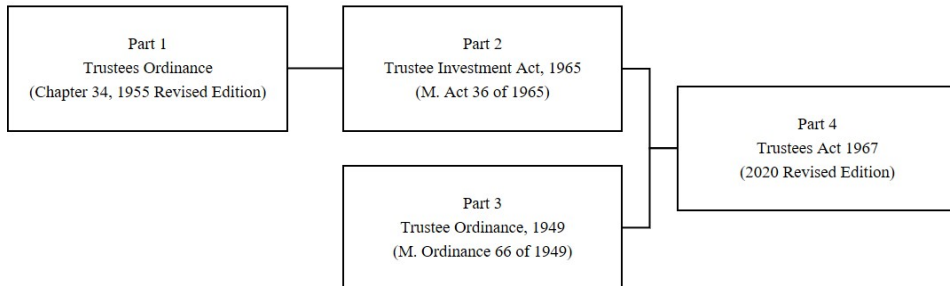 Part 1
Trustees Ordinance
(Chapter 34, 1955 Revised Edition)
Part 2
Trustee Investment Act, 1965
(M. Act 36 of 1965)
Part 3
Trustee Ordinance, 1949
(M. Ordinance 66 of 1949)
Part 4
Trustees Act 1967
(2020 Revised Edition)